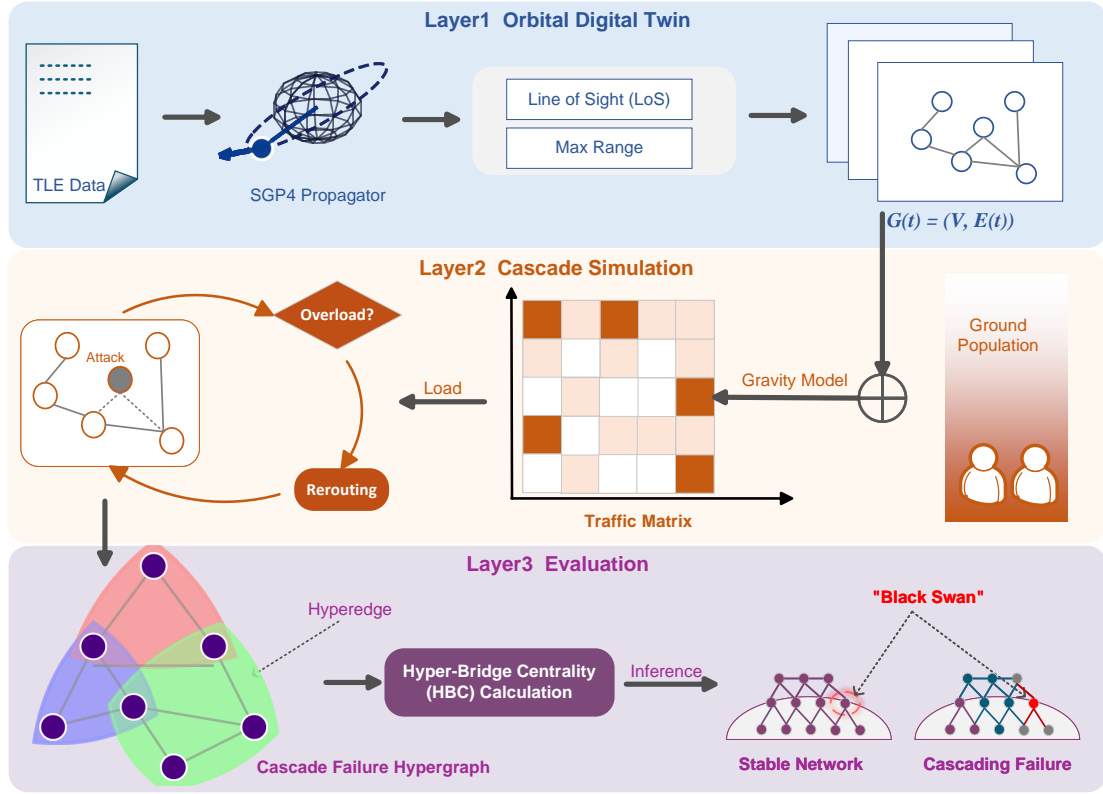 Layer1 Orbital Digital Twin
TLE Data
SGP4 Propagator
Line of Sight (LoS)
Max Range
G(t) = (V, E(t))
Layer2 Cascade Simulation
Attack
Overload?
Rerouting
Load
Traffic Matrix
Gravity Model
Ground
Population
Layer3 Evaluation
Hyperedge
Cascade Failure Hypergraph
Hyper-Bridge Centrality
(HBC) Calculation
Inference
"Black Swan"
Stable Network
Cascading Failure